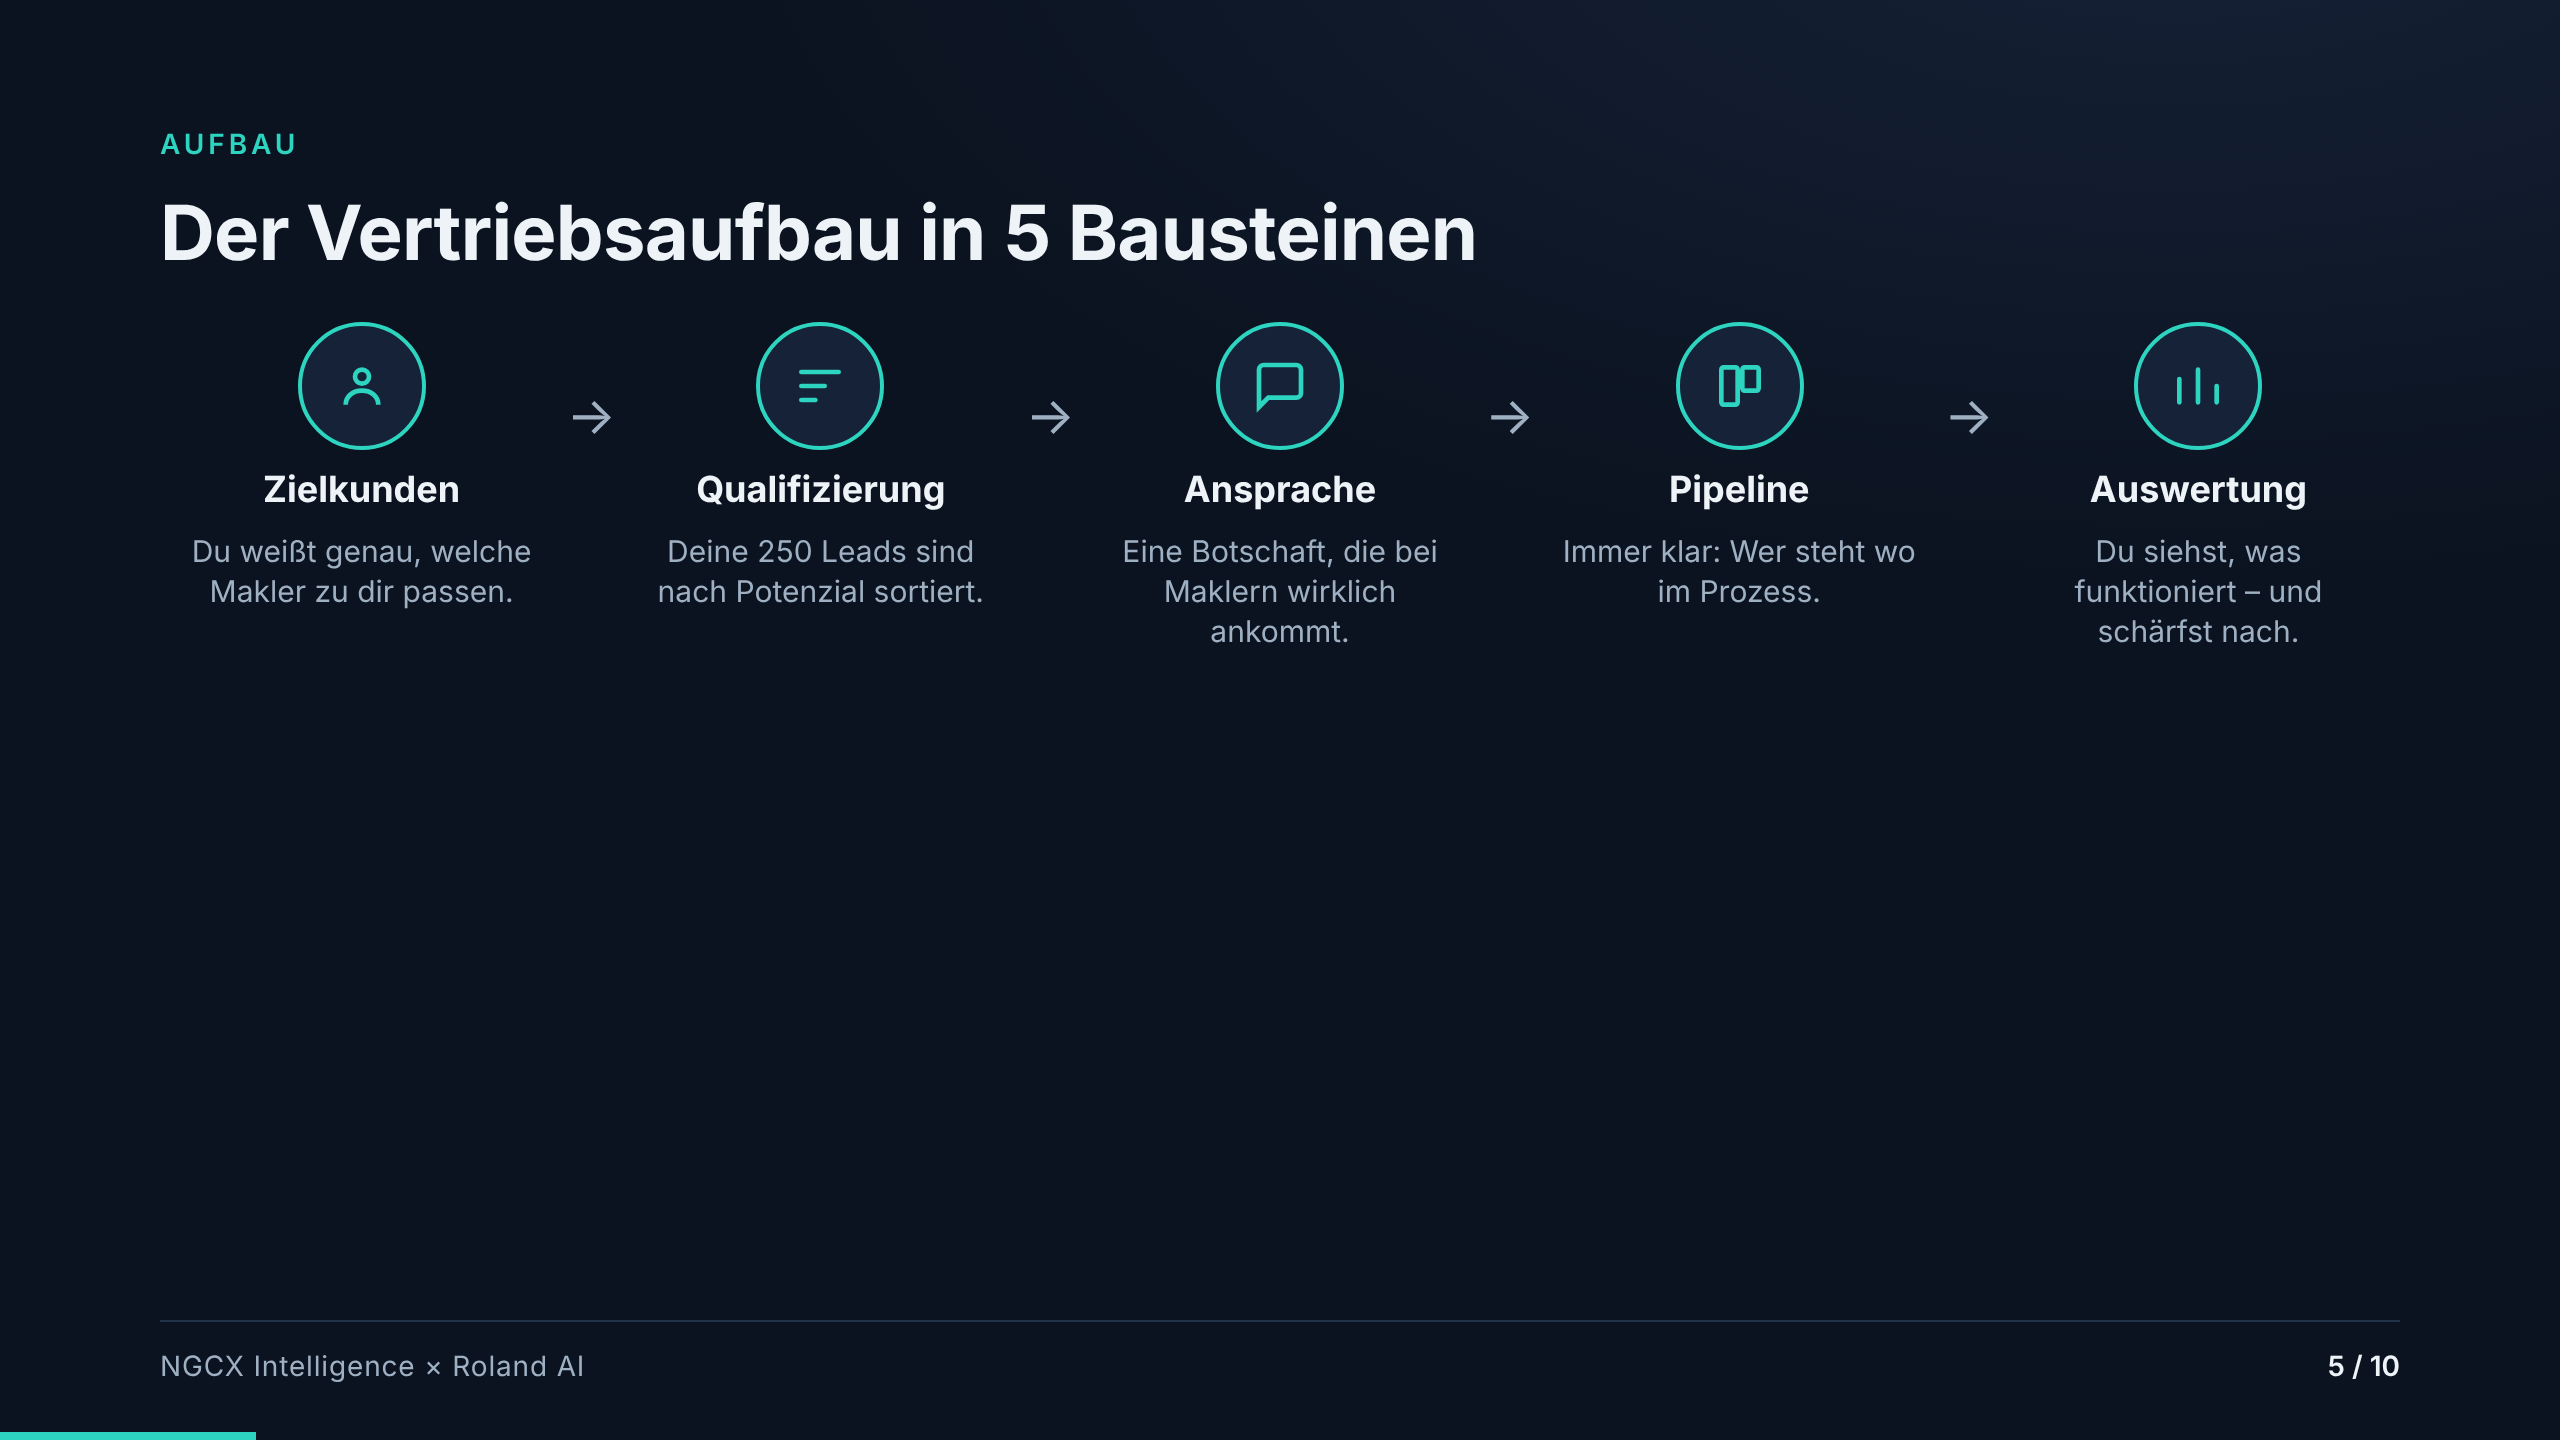 AUFBAU
Der Vertriebsaufbau in 5 Bausteinen
Zielkunden
Du weißt genau, welche
Makler zu dir passen.
Qualifizierung
Deine 250 Leads sind
nach Potenzial sortiert.
Ansprache
Eine Botschaft, die bei
Maklern wirklich
ankommt.
Pipeline
Immer klar: Wer steht wo
im Prozess.
Auswertung
Du siehst, was
funktioniert – und
schärfst nach.
NGCX Intelligence × Roland AI
5 / 10